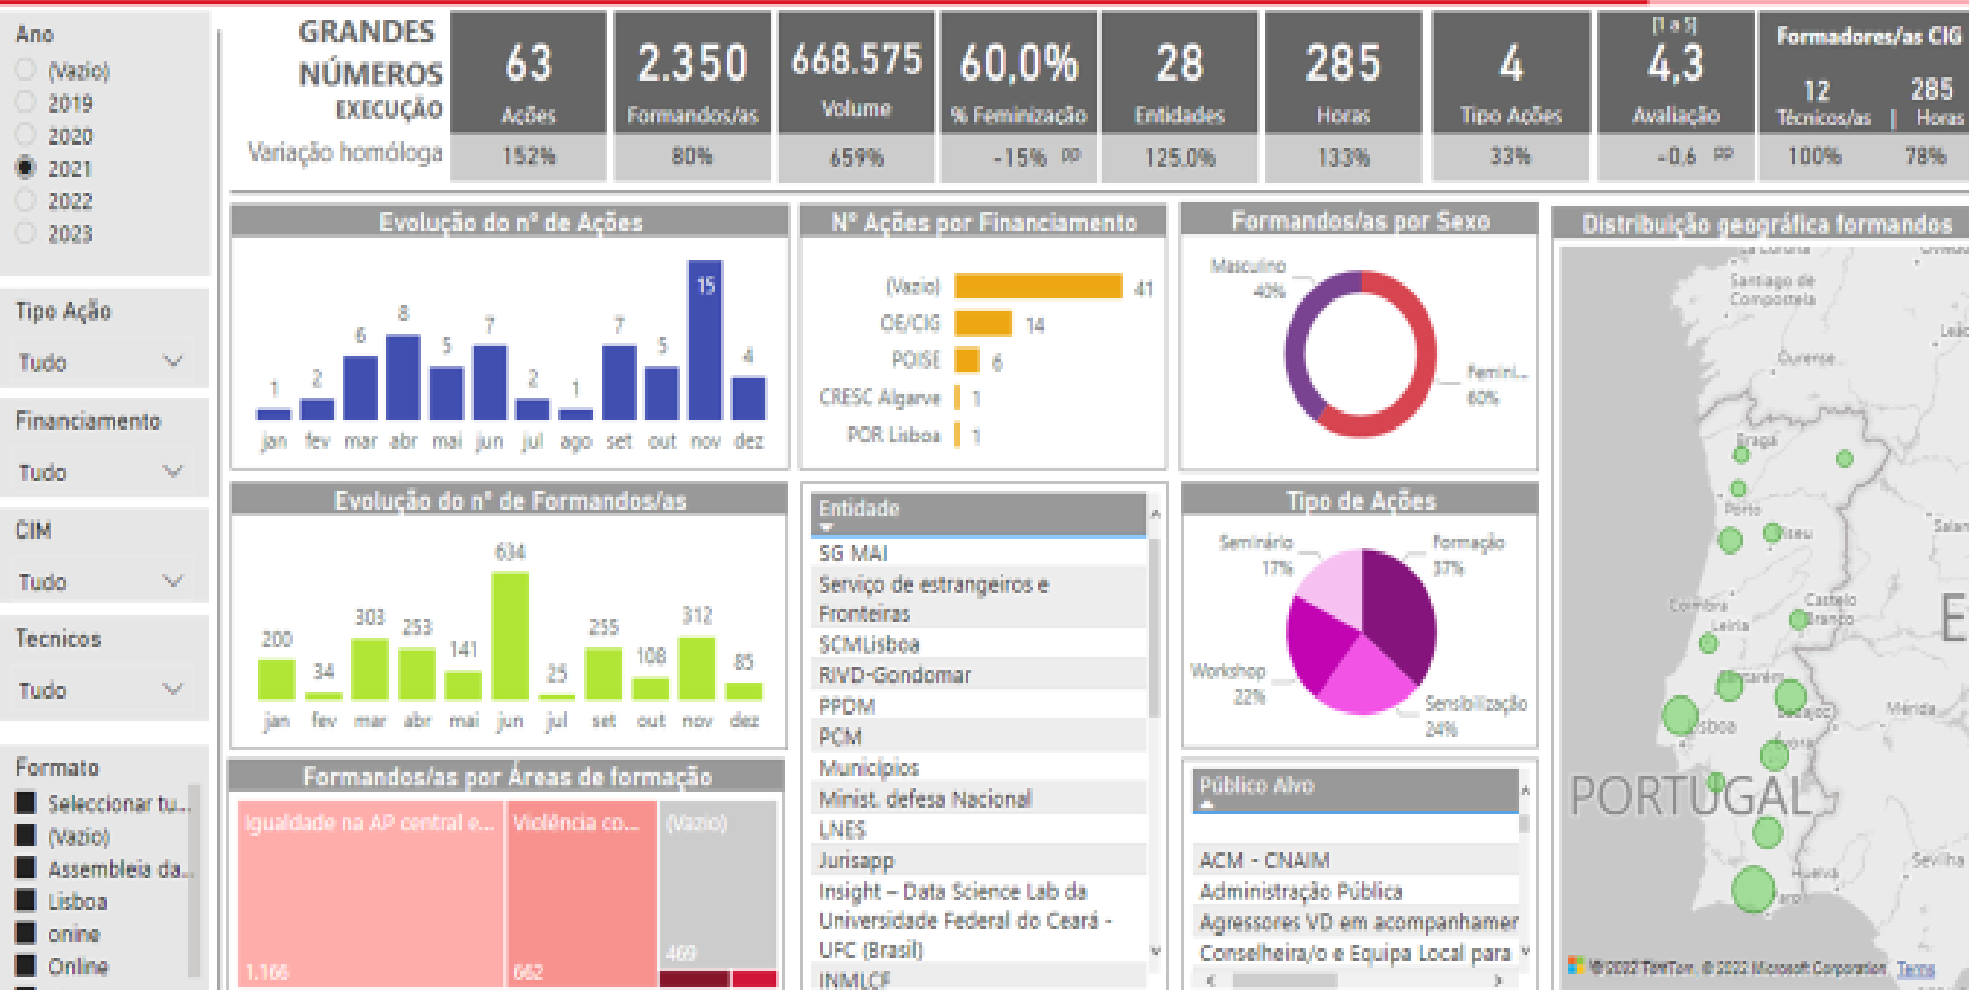 Ano
(Vazio)
2019
2020
2021
2022
2023
Tipo Ação
Tudo
Financiamento
Tudo
CIM
Tudo
Tecnicos
Tudo
Formato
Seleccionar tu...
(Vazio)
Assembleia da...
Lisboa
onine
Online
GRANDES
NÚMEROS
EXECUÇÃO
Variação homóloga
63
Ações
152%
2.350
Formandos/as
80%
668.575
Volume
659%
60,0%
% Feminização
-15% pp
28
Entidades
125.0%
285
Horas
133%
4
Tipo Ações
33%
[1 a 5]
4,3
Avaliação
-0,6 pp
Formadores/as CIG
12 285
Técnicos/as | Horas
100% 78%
Evolução do nº de Ações
1 2 6 8 5 7 2 1 7 5 15 4
jan fev mar abr mai jun jul ago set out nov dez
Nº Ações por Financiamento
(Vazio) 41
OE/CIG 14
POISE 6
CRESC Algarve 1
POR Lisboa 1
Formandos/as por Sexo
Masculino
40%
Femini...
60%
Distribuição geográfica formandos
Santiago de
Compostela
Ourense
Braga
Porto
Coimbra
Leiria
Castelo
Branco
Mérida
PORTUGAL
Sevilha
Huelva
© 2022 TomTom, © 2022 Microsoft Corporation Terms
Evolução do nº de Formandos/as
200 34 303 253 141 634 25 255 108 312 85
jan fev mar abr mai jun jul set out nov dez
Entidade
SG MAI
Serviço de estrangeiros e
Fronteiras
SCMLisboa
RIVD-Gondomar
PPDM
PCM
Municípios
Minist. defesa Nacional
LNES
Jurisapp
Insight – Data Science Lab da
Universidade Federal do Ceará -
UFC (Brasil)
INMLCF
Tipo de Ações
Seminário
17%
Formação
37%
Workshop
22%
Sensibilização
24%
Formandos/as por Áreas de formação
Igualdade na AP central e...
1.166
Violência co...
662
(Vazio)
469
Público Alvo
ACM - CNAIM
Administração Pública
Agressores VD em acompanhamer
Conselheira/o e Equipa Local para